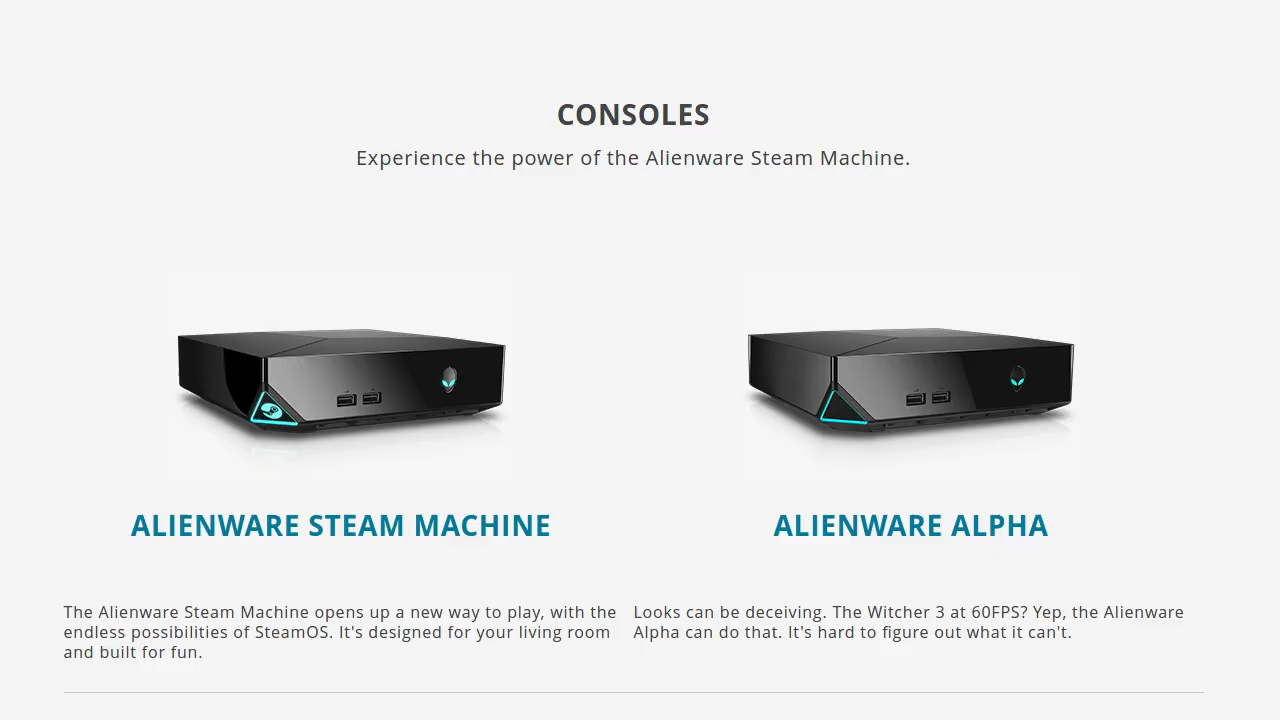 CONSOLES
Experience the power of the Alienware Steam Machine.
ALIENWARE STEAM MACHINE
ALIENWARE ALPHA
The Alienware Steam Machine opens up a new way to play, with the
endless possibilities of SteamOS. It's designed for your living room
and built for fun.
Looks can be deceiving. The Witcher 3 at 60FPS? Yep, the Alienware
Alpha can do that. It's hard to figure out what it can't.